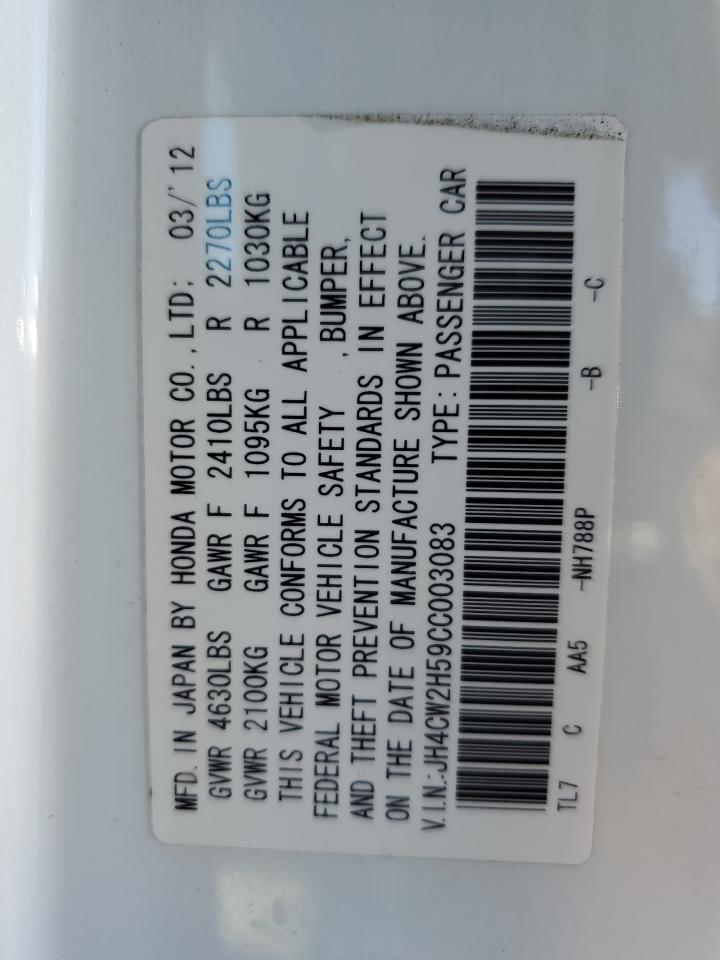 MFD. IN JAPAN BY HONDA MOTOR CO., LTD; 03/'12
GVWR 4630LBS GAWR F 2410LBS R 2270LBS
GVWR 2100KG GAWR F 1095KG R 1030KG
THIS VEHICLE CONFORMS TO ALL APPLICABLE
FEDERAL MOTOR VEHICLE SAFETY ,BUMPER,
AND THEFT PREVENTION STANDARDS IN EFFECT
ON THE DATE OF MANUFACTURE SHOWN ABOVE.
V.I.N.:JH4CW2H59CC003083 TYPE:PASSENGER CAR
TL7 C AA5 -NH788P -B -C